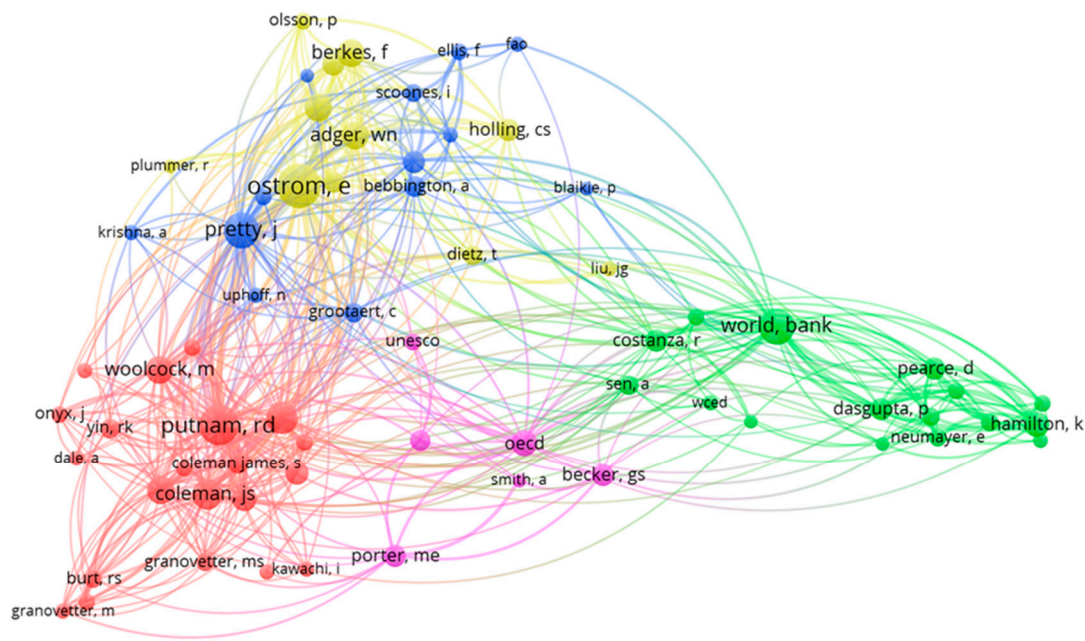 olsson, p
berkes, f
ellis, f
fao
scoones, i
adger, wn
holling, cs
plummer, r
ostrom, e
bebbington, a
blaikie, p
krishna, a
pretty, j
dietz, t
liu, jg
uphoff, n
grootaert, c
unesco
world, bank
costanza, r
woolcock, m
pearce, d
sen, a
wced
dasgupta, p
onyx, j
yin, rk
putnam, rd
hamilton, k
neumayer, e
oecd
dale, a
coleman james, s
smith, a
becker, gs
coleman, js
porter, me
granovetter, ms
kawachi, i
burt, rs
granovetter, m